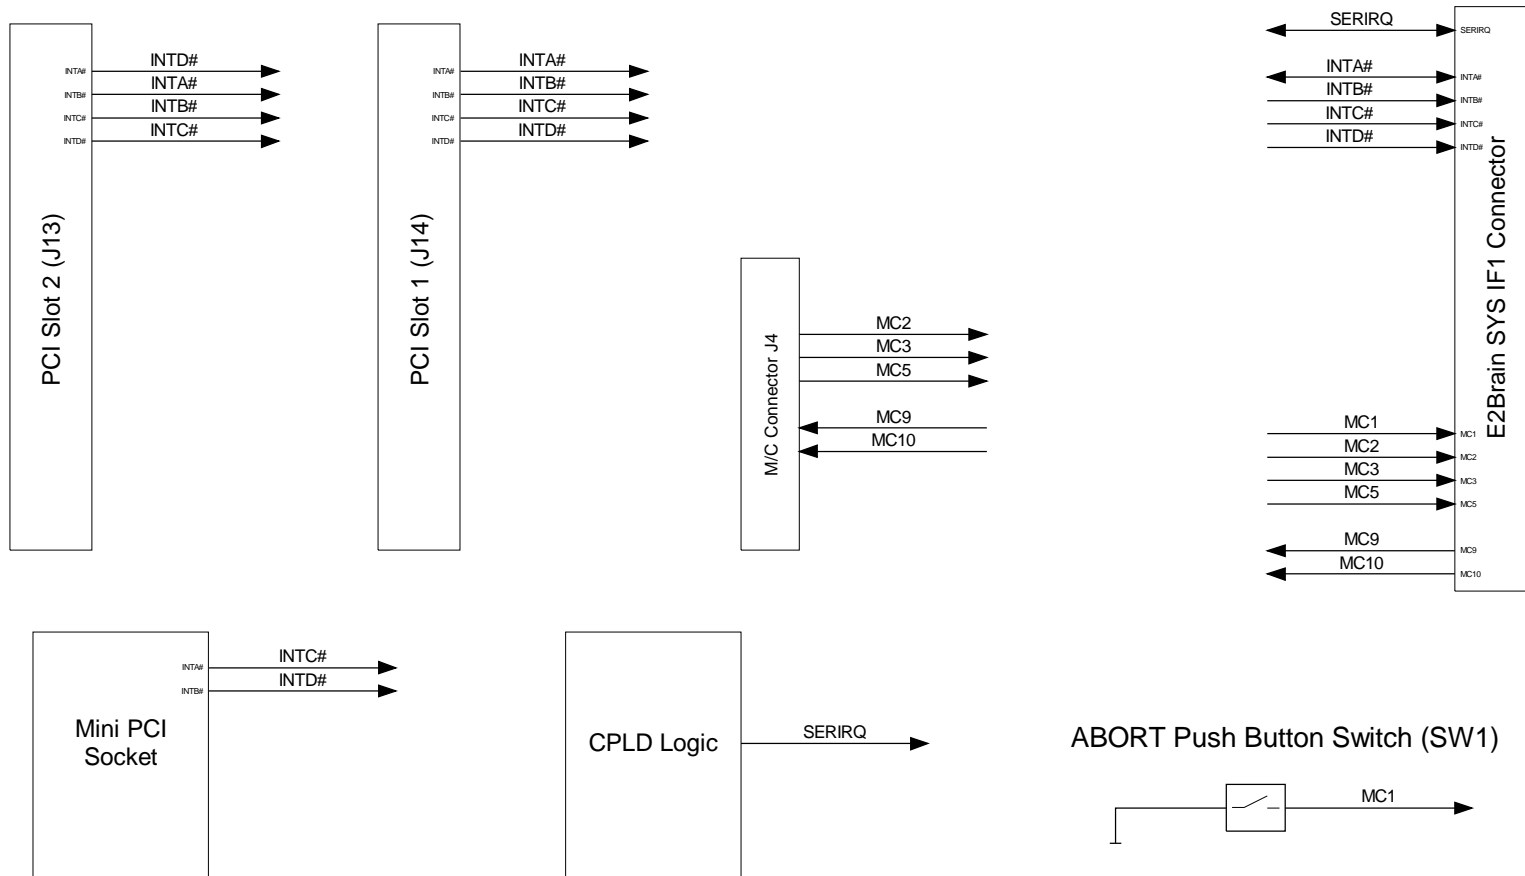 INTA#
INTB#
INTC#
INTD#
INTD#
INTA#
INTB#
INTC#
PCI Slot 2 (J13)
INTA#
INTB#
INTC#
INTD#
INTA#
INTB#
INTC#
INTD#
PCI Slot 1 (J14)
M/C Connector J4
MC2
MC3
MC5
MC9
MC10
SERIRQ
INTA#
INTB#
INTC#
INTD#
MC1
MC2
MC3
MC5
MC9
MC10
SERIRQ
INTA#
INTB#
INTC#
INTD#
MC1
MC2
MC3
MC5
MC9
MC10
E2Brain SYS IF1 Connector
Mini PCI
Socket
INTA#
INTB#
INTC#
INTD#
CPLD Logic
SERIRQ
ABORT Push Button Switch (SW1)
MC1